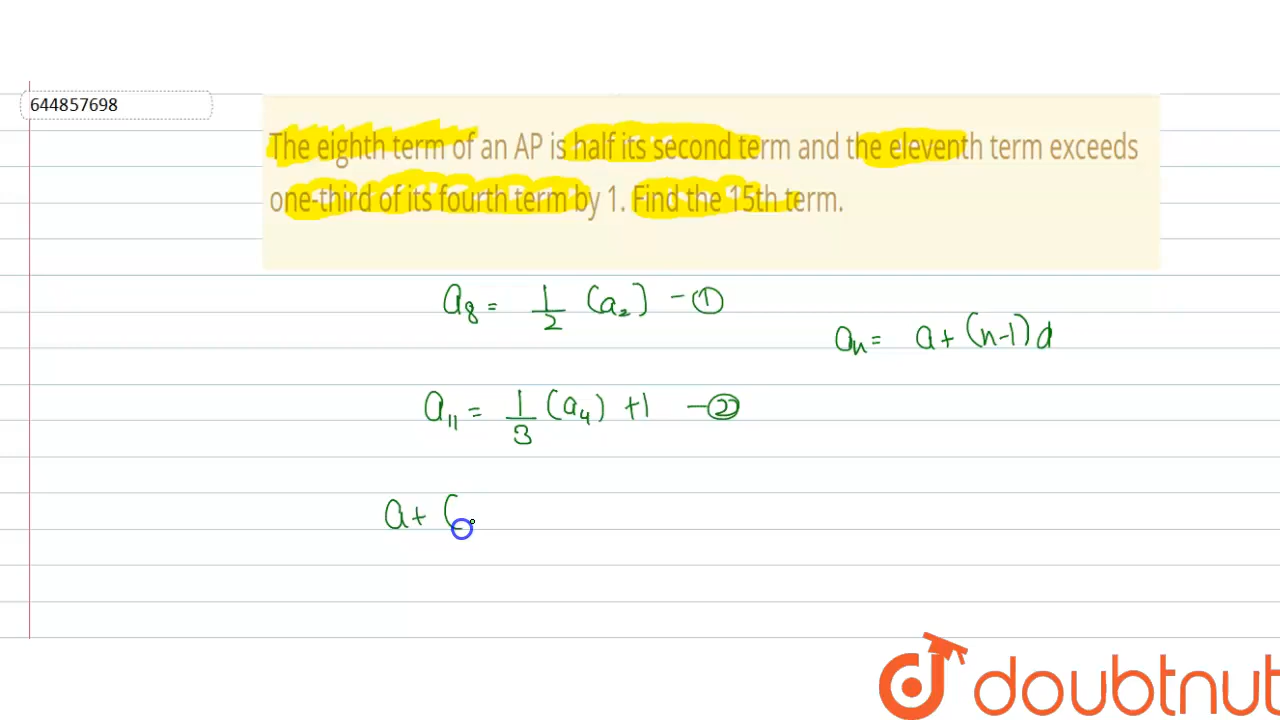 644857698
The eighth term of an AP is half its second term and the eleventh term exceeds
one-third of its fourth term by 1. Find the 15th term.
a₈ = 1/2 (a₂) - ①
aₙ = a + (n-1)d
a₁₁ = 1/3 (a₄) + 1 - ②
a + (
doubtnut